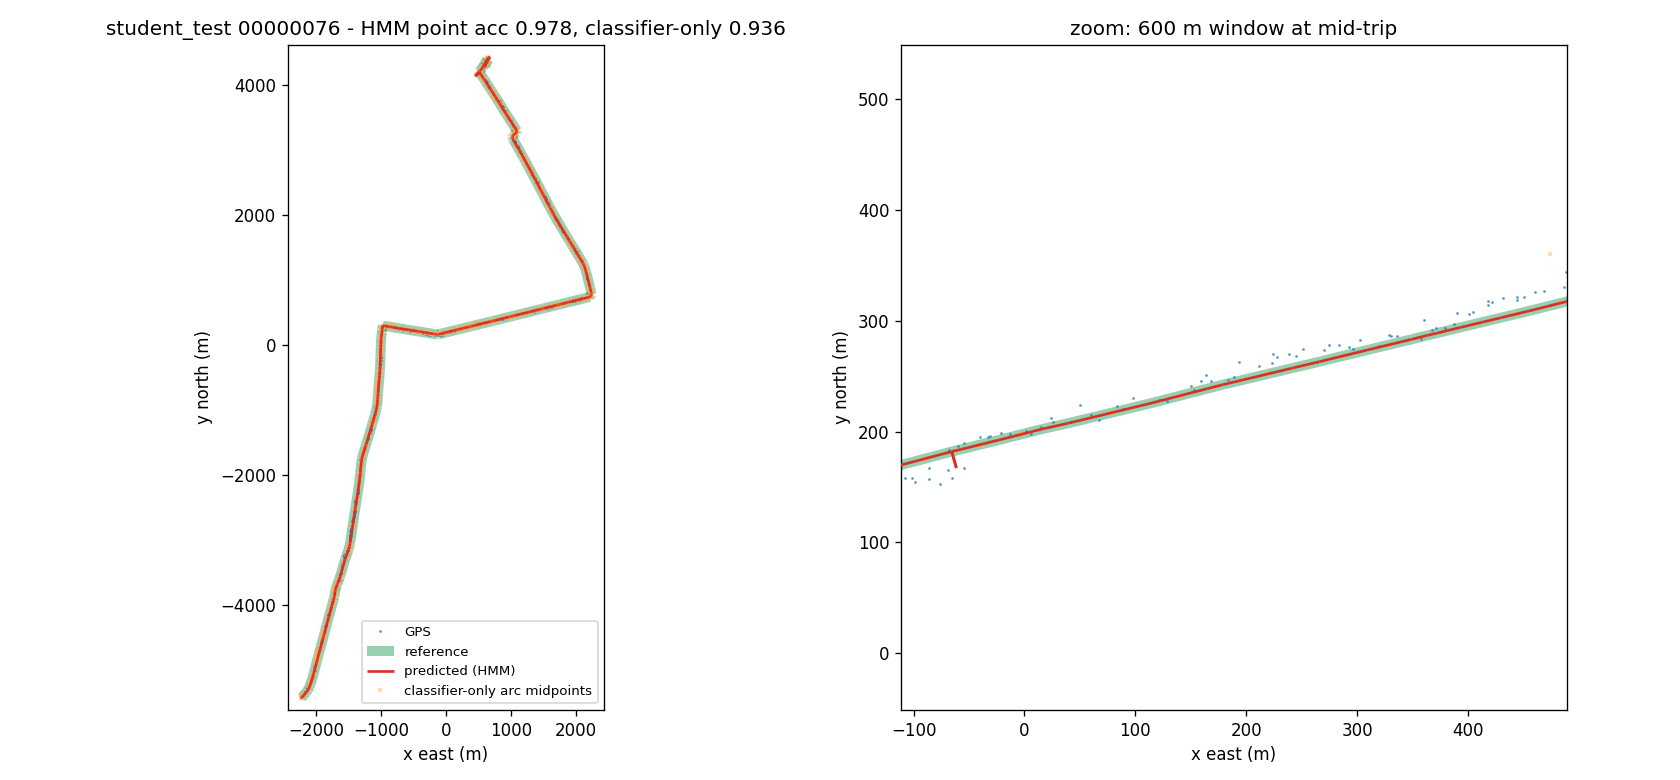 student_test 00000076 - HMM point acc 0.978, classifier-only 0.936
4000
2000
0
−2000
−4000
y north (m)
GPS
reference
predicted (HMM)
classifier-only arc midpoints
−2000 −1000 0 1000 2000
x east (m)
zoom: 600 m window at mid-trip
500
400
300
200
100
0
y north (m)
−100 0 100 200 300 400
x east (m)